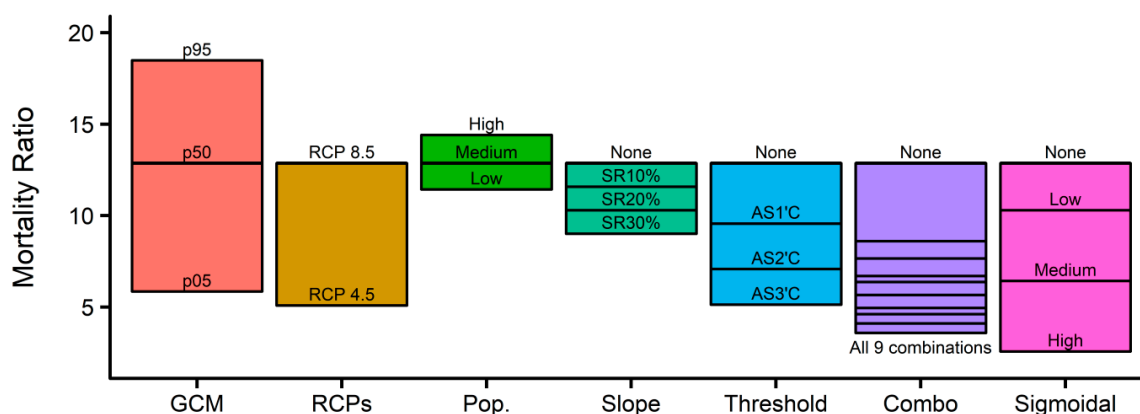 Mortality Ratio
20
15
10
5
p95
p50
p05
RCP 8.5
RCP 4.5
High
Medium
Low
None
SR10%
SR20%
SR30%
None
AS1'C
AS2'C
AS3'C
None
All 9 combinations
None
Low
Medium
High
GCM
RCPs
Pop.
Slope
Threshold
Combo
Sigmoidal